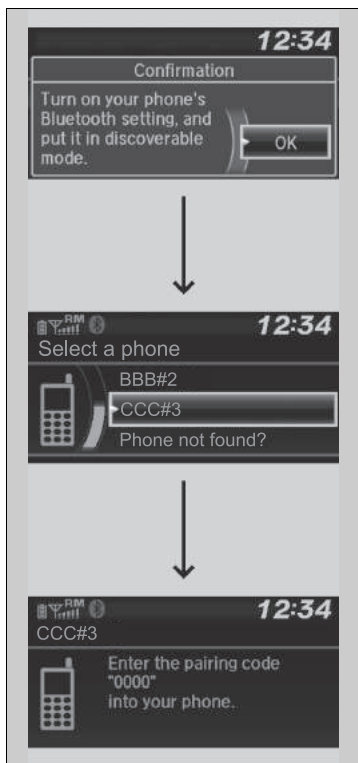 12:34
Confirmation
Turn on your phone's
Bluetooth setting, and
put it in discoverable
mode.
OK
RM
12:34
Select a phone
BBB#2
CCC#3
Phone not found?
RM
12:34
CCC#3
Enter the pairing code
"0000"
into your phone.